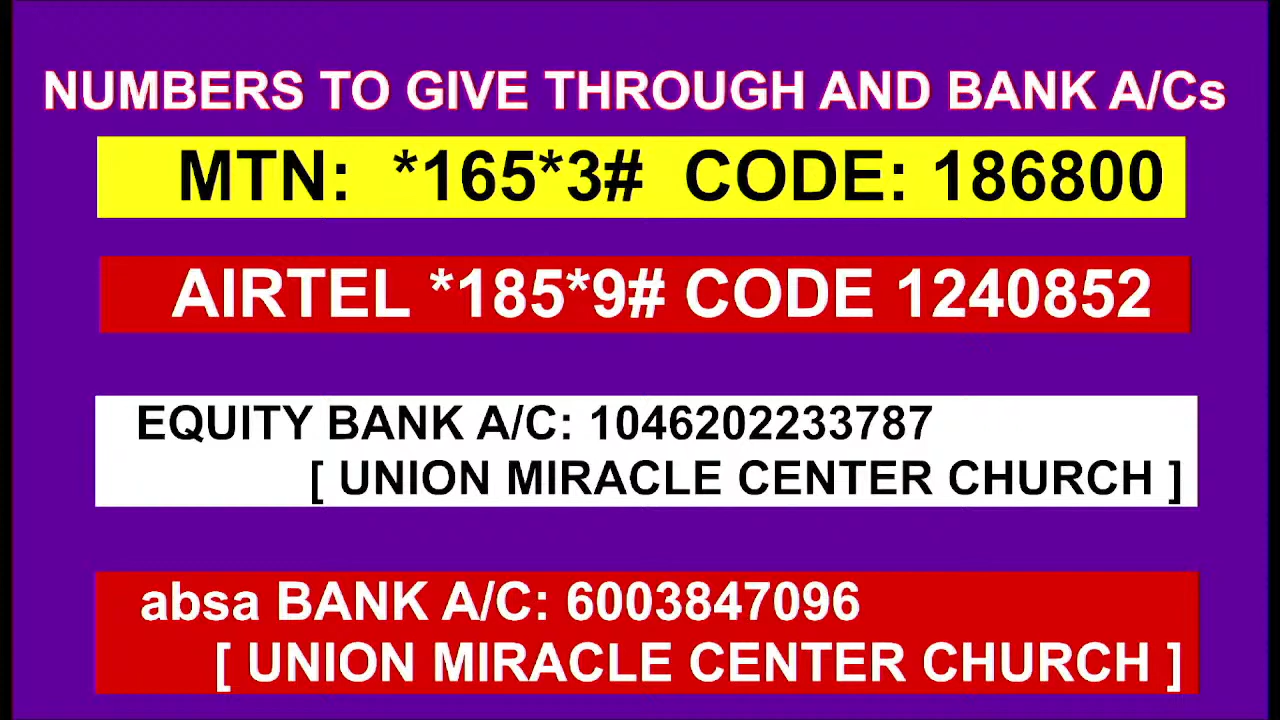 NUMBERS TO GIVE THROUGH AND BANK A/Cs
MTN: *165*3# CODE: 186800
AIRTEL *185*9# CODE 1240852
EQUITY BANK A/C: 1046202233787
[ UNION MIRACLE CENTER CHURCH ]
absa BANK A/C: 6003847096
[ UNION MIRACLE CENTER CHURCH ]